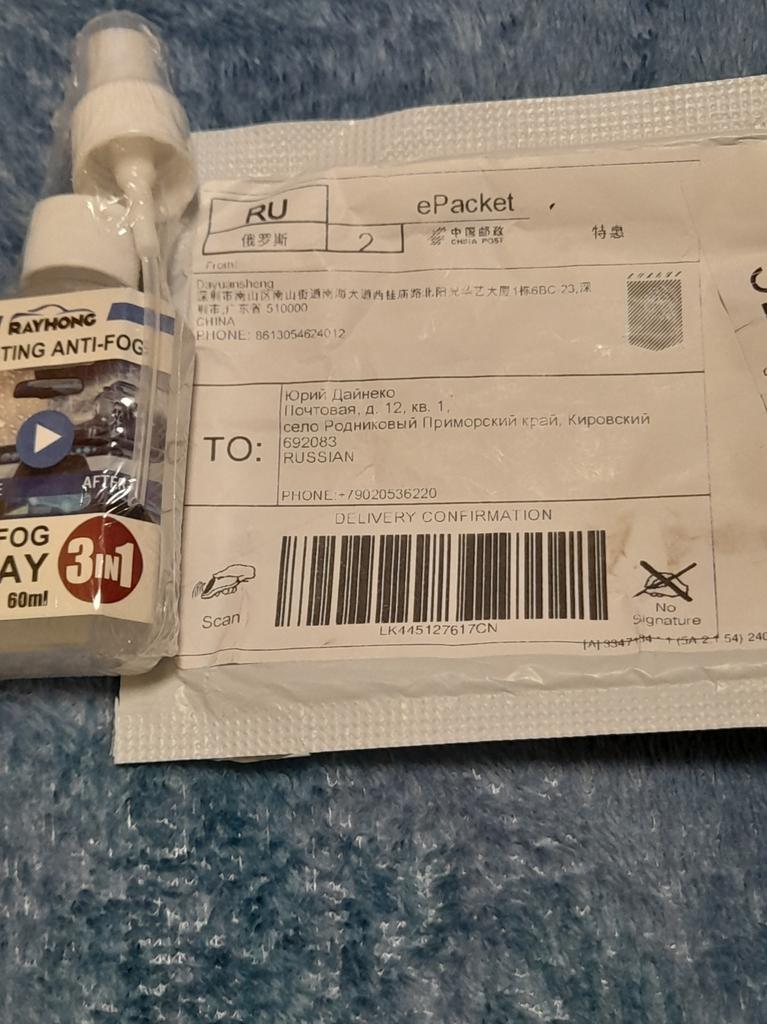 RAYHONG
TING ANTI-FOG
AFTER
FOG
AY
3 IN 1
60ml
RU
俄罗斯
2
ePacket
中国邮政
CHINA POST
特惠
From:
Dayuansheng
深圳市南山区南山街道南海大道西桂庙路北阳光华艺大厦1栋6BC-23,深
圳市,广东省 510000
CHINA
PHONE: 8613054624012
TO:
Юрий Дайнеко
Почтовая, д. 12, кв. 1,
село Родниковый Приморский край, Кировский
692083
RUSSIAN
PHONE:+79020536220
DELIVERY CONFIRMATION
Scan
LK445127617CN
No
Signature